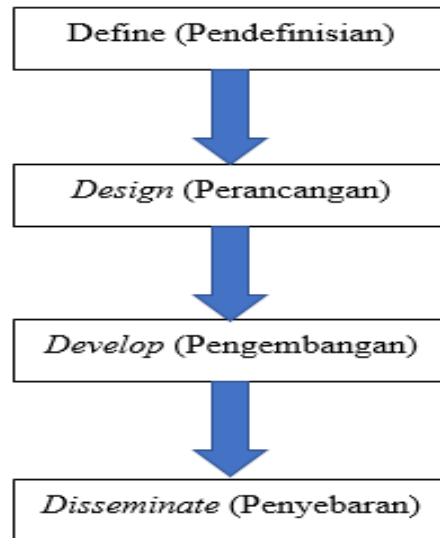 Define (Pendefinisian)
Design (Perancangan)
Develop (Pengembangan)
Disseminate (Penyebaran)